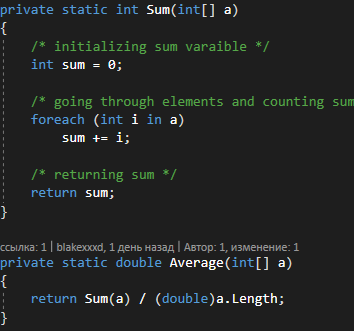 private static int Sum(int[] a)
{
/* initializing sum varaible */
int sum = 0;
/* going through elements and counting sum
foreach (int i in a)
sum += i;
/* returning sum */
return sum;
}
ссылка: 1 | blakexxxd, 1 день назад | Автор: 1, изменение: 1
private static double Average(int[] a)
{
return Sum(a) / (double)a.Length;
}